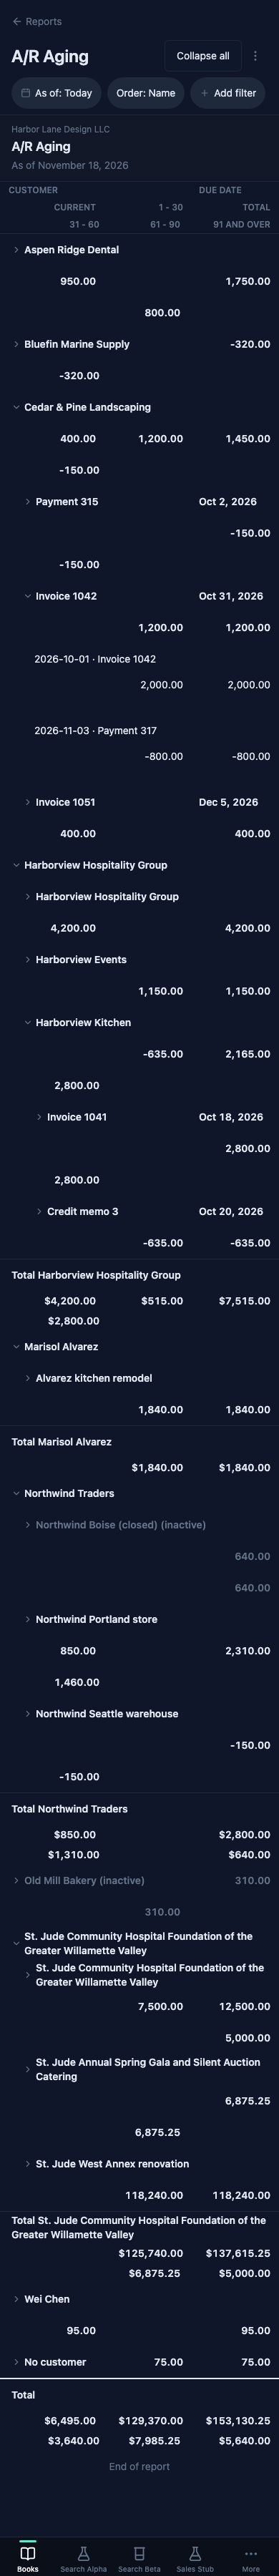 Reports
A/R Aging
Collapse all
As of: Today
Order: Name
Add filter
Harbor Lane Design LLC
A/R Aging
As of November 18, 2026
CUSTOMER DUE DATE
CURRENT 1 - 30 TOTAL
31 - 60 61 - 90 91 AND OVER
Aspen Ridge Dental
950.00 1,750.00
800.00
Bluefin Marine Supply -320.00
-320.00
Cedar & Pine Landscaping
400.00 1,200.00 1,450.00
-150.00
Payment 315 Oct 2, 2026
-150.00
-150.00
Invoice 1042 Oct 31, 2026
1,200.00 1,200.00
2026-10-01 · Invoice 1042
2,000.00 2,000.00
2026-11-03 · Payment 317
-800.00 -800.00
Invoice 1051 Dec 5, 2026
400.00 400.00
Harborview Hospitality Group
Harborview Hospitality Group
4,200.00 4,200.00
Harborview Events
1,150.00 1,150.00
Harborview Kitchen
-635.00 2,165.00
2,800.00
Invoice 1041 Oct 18, 2026
2,800.00
2,800.00
Credit memo 3 Oct 20, 2026
-635.00 -635.00
Total Harborview Hospitality Group
$4,200.00 $515.00 $7,515.00
$2,800.00
Marisol Alvarez
Alvarez kitchen remodel
1,840.00 1,840.00
Total Marisol Alvarez
$1,840.00 $1,840.00
Northwind Traders
Northwind Boise (closed) (inactive)
640.00
640.00
Northwind Portland store
850.00 2,310.00
1,460.00
Northwind Seattle warehouse
-150.00
-150.00
Total Northwind Traders
$850.00 $2,800.00
$1,310.00 $640.00
Old Mill Bakery (inactive) 310.00
310.00
St. Jude Community Hospital Foundation of the
Greater Willamette Valley
St. Jude Community Hospital Foundation of the
Greater Willamette Valley
7,500.00 12,500.00
5,000.00
St. Jude Annual Spring Gala and Silent Auction
Catering
6,875.25
6,875.25
St. Jude West Annex renovation
118,240.00 118,240.00
Total St. Jude Community Hospital Foundation of the
Greater Willamette Valley
$125,740.00 $137,615.25
$6,875.25 $5,000.00
Wei Chen
95.00 95.00
No customer 75.00 75.00
Total
$6,495.00 $129,370.00 $153,130.25
$3,640.00 $7,985.25 $5,640.00
End of report
Books
Search Alpha
Search Beta
Sales Stub
More